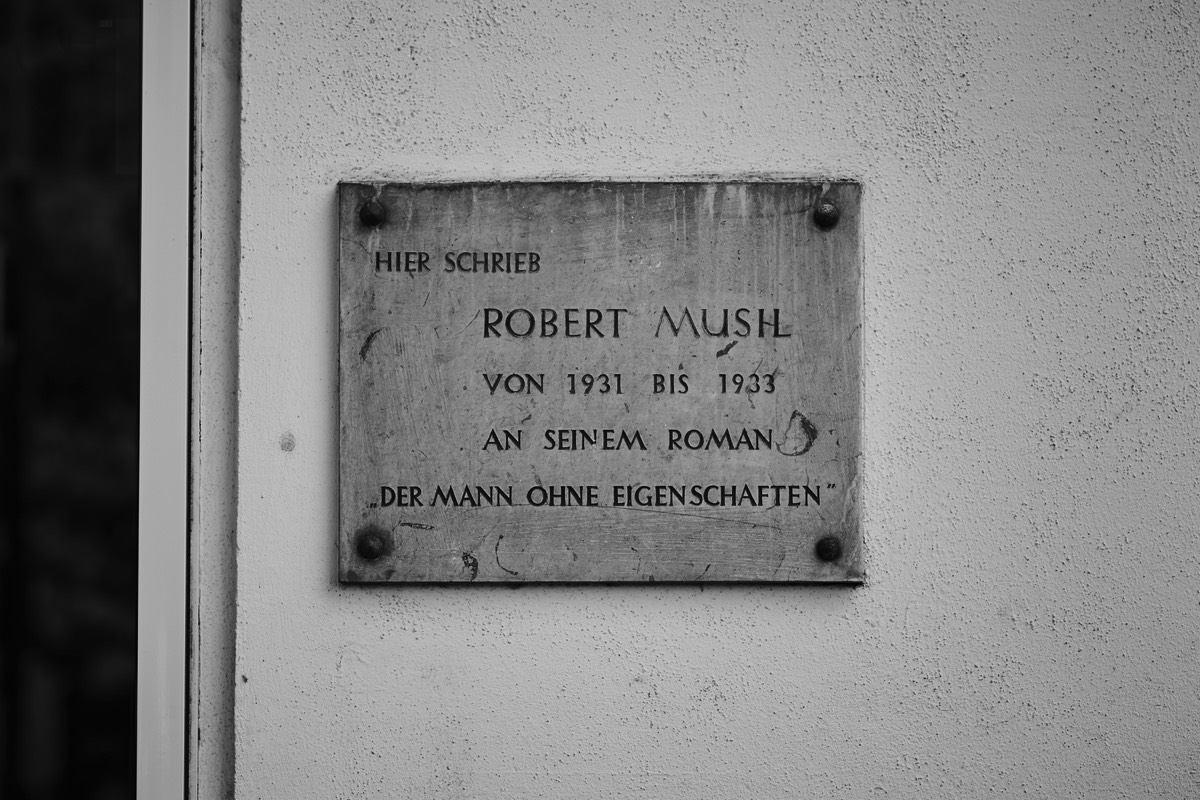 HIER SCHRIEB
ROBERT MUSIL
VON 1931 BIS 1933
AN SEINEM ROMAN
„DER MANN OHNE EIGENSCHAFTEN”